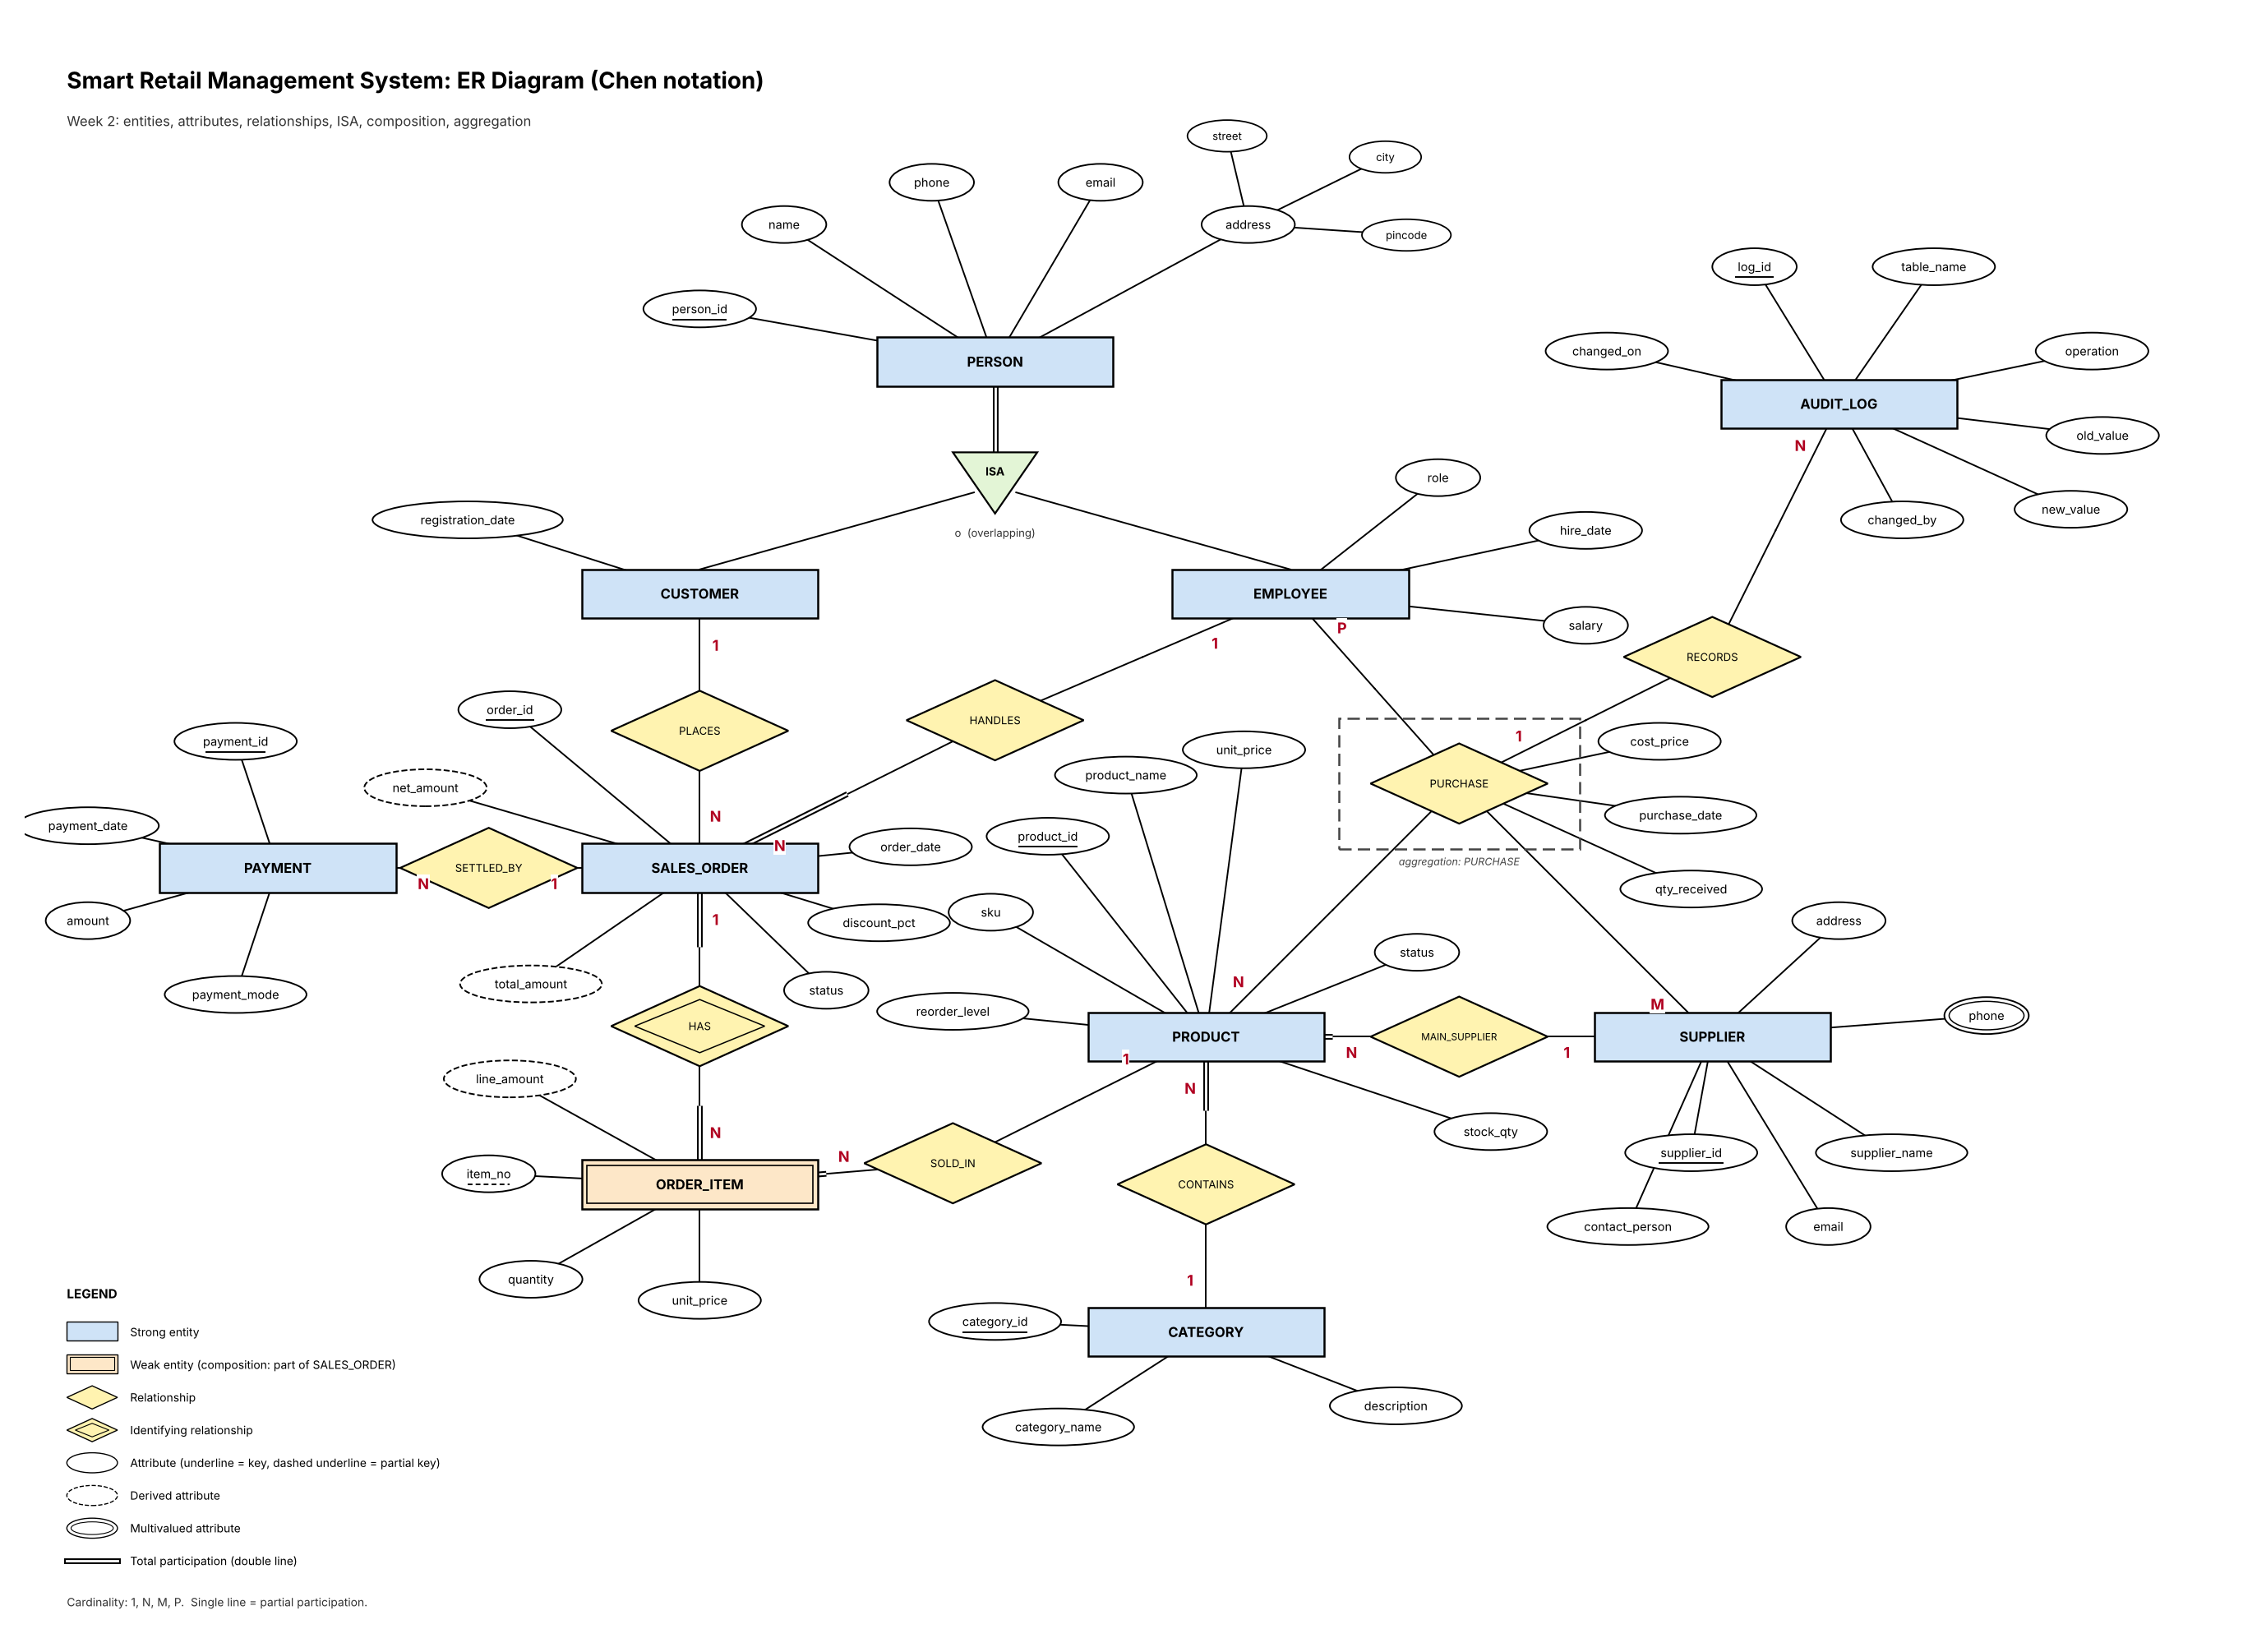 Smart Retail Management System: ER Diagram (Chen notation)
Week 2: entities, attributes, relationships, ISA, composition, aggregation
street
city
phone
email
name
address
pincode
person_id
PERSON
log_id
table_name
changed_on
operation
AUDIT_LOG
old_value
N
new_value
changed_by
ISA
o (overlapping)
role
registration_date
hire_date
CUSTOMER
EMPLOYEE
salary
1
1
P
RECORDS
order_id
PLACES
HANDLES
payment_id
unit_price
1
cost_price
net_amount
product_name
PURCHASE
payment_date
N
product_id
purchase_date
N
order_date
aggregation: PURCHASE
PAYMENT
SETTLED_BY
SALES_ORDER
N
1
qty_received
amount
1
discount_pct
sku
address
status
total_amount
status
payment_mode
N
M
reorder_level
phone
HAS
PRODUCT
MAIN_SUPPLIER
SUPPLIER
1
N
1
line_amount
N
N
stock_qty
N
SOLD_IN
supplier_id
supplier_name
item_no
ORDER_ITEM
CONTAINS
contact_person
email
quantity
unit_price
1
category_id
CATEGORY
category_name
description
LEGEND
Strong entity
Weak entity (composition: part of SALES_ORDER)
Relationship
Identifying relationship
Attribute (underline = key, dashed underline = partial key)
Derived attribute
Multivalued attribute
Total participation (double line)
Cardinality: 1, N, M, P. Single line = partial participation.